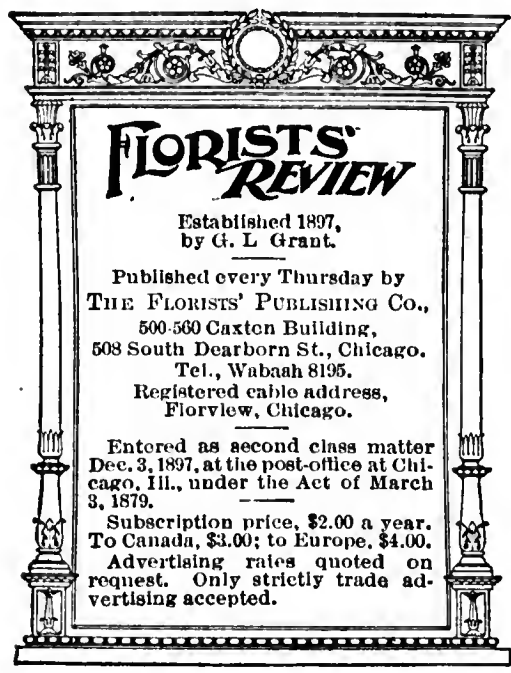 FLORISTS'
REVIEW
Established 1897,
by G. L Grant.
Published every Thursday by
THE FLORISTS' PUBLISHING CO.,
500-560 Caxton Building,
508 South Dearborn St., Chicago.
Tel., Wabash 8195.
Registered cable address,
Florview, Chicago.
Entered as second class matter
Dec. 3, 1897, at the post-office at Chi-
cago, Ill., under the Act of March
3, 1879.
Subscription price, $2.00 a year.
To Canada, $3.00; to Europe, $4.00.
Advertising rates quoted on
request. Only strictly trade ad-
vertising accepted.